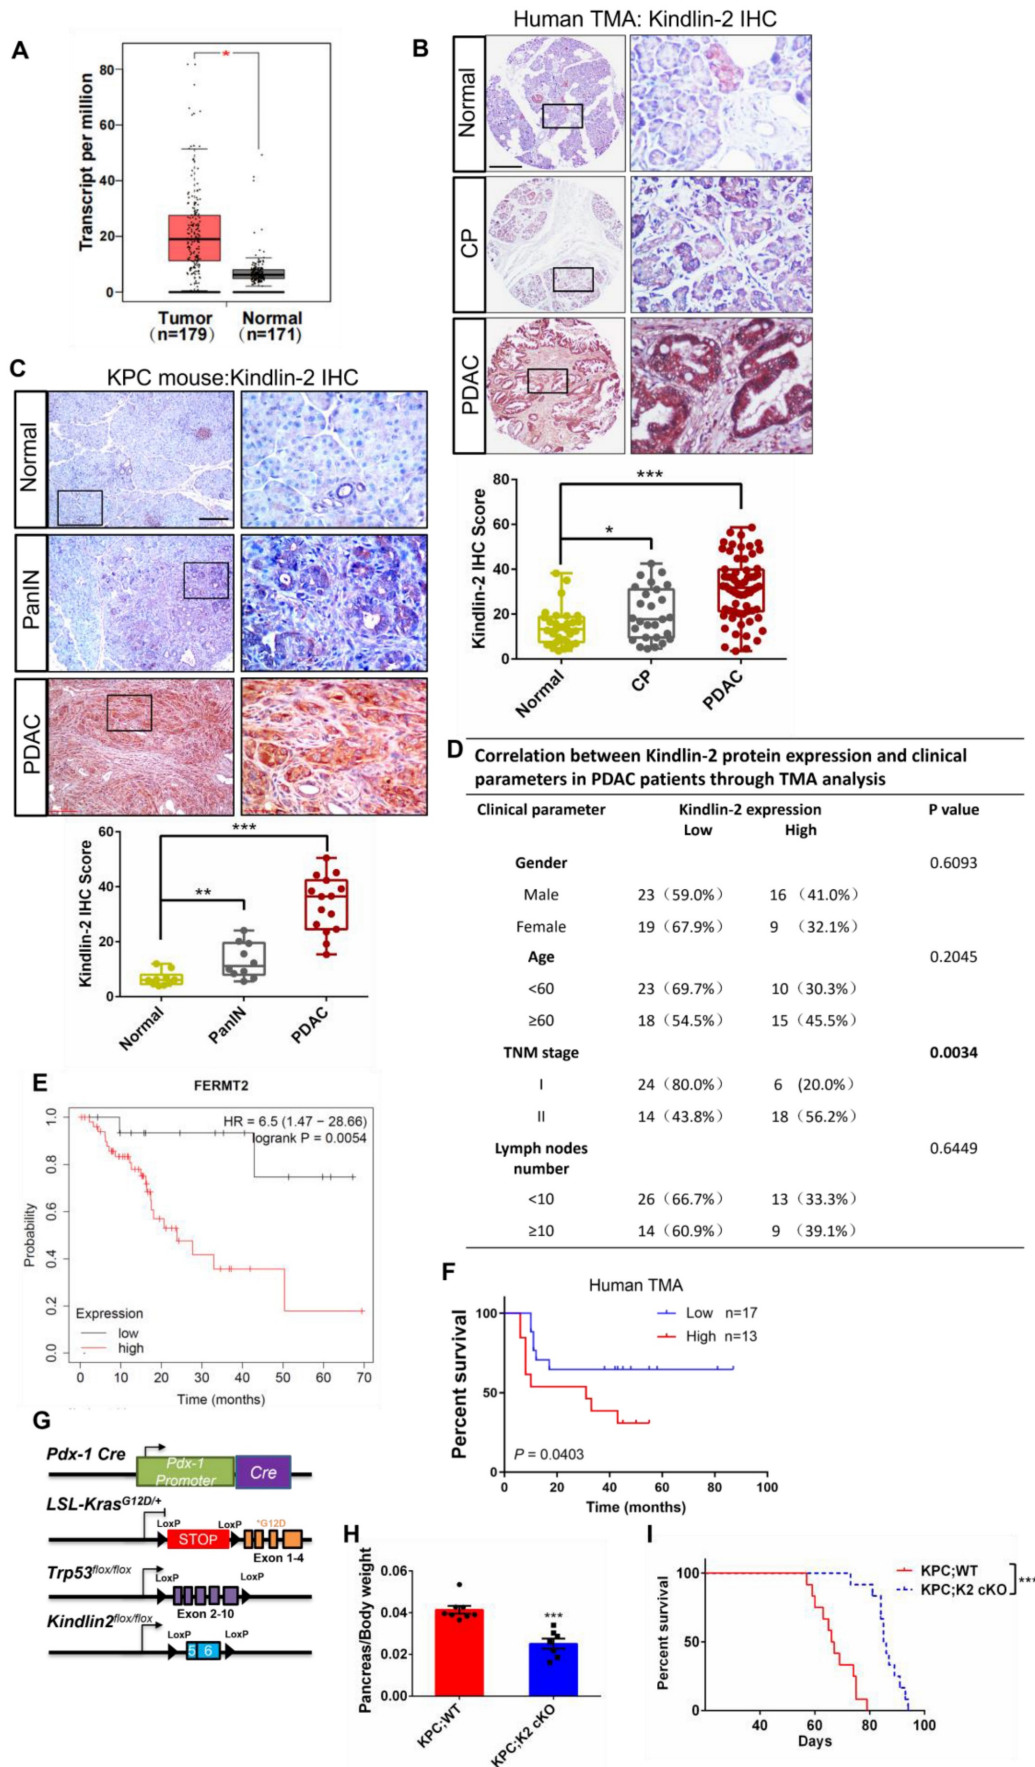 A
Transcript per million
80
60
40
20
0
*
Tumor
(n=179)
Normal
(n=171)
B
Human TMA: Kindlin-2 IHC
Normal
CP
PDAC
Kindlin-2 IHC Score
80
60
40
20
0
*
***
Normal
CP
PDAC
C
KPC mouse:Kindlin-2 IHC
Normal
PanIN
PDAC
Kindlin-2 IHC Score
60
40
20
0
**
***
Normal
PanIN
PDAC
D
Correlation between Kindlin-2 protein expression and clinical
parameters in PDAC patients through TMA analysis
Clinical parameter Kindlin-2 expression P value
Low High
Gender 0.6093
Male 23（59.0%） 16 （41.0%）
Female 19（67.9%） 9 （32.1%）
Age 0.2045
<60 23（69.7%） 10（30.3%）
≥60 18（54.5%） 15（45.5%）
TNM stage 0.0034
I 24（80.0%） 6 (20.0%）
II 14（43.8%） 18（56.2%）
Lymph nodes 0.6449
number
<10 26（66.7%） 13（33.3%）
≥10 14（60.9%） 9 （39.1%）
E
FERMT2
HR = 6.5 (1.47 − 28.66)
logrank P = 0.0054
Probability
1.0
0.8
0.6
0.4
0.2
0.0
Expression
low
high
0 10 20 30 40 50 60 70
Time (months)
F
Human TMA
Low n=17
High n=13
Percent survival
100
50
0
P = 0.0403
0 20 40 60 80 100
Time (months)
G
Pdx-1 Cre
Pdx-1
Promoter
Cre
LSL-KrasG12D/+
LoxP LoxP *G12D
STOP
Exon 1-4
Trp53flox/flox
LoxP LoxP
Exon 2-10
Kindlin2flox/flox
LoxP LoxP
5 6
H
Pancreas/Body weight
0.06
0.04
0.02
0.00
***
KPC;WT
KPC;K2 cKO
I
KPC;WT
KPC;K2 cKO
***
Percent survival
100
50
0
40 60 80 100
Days